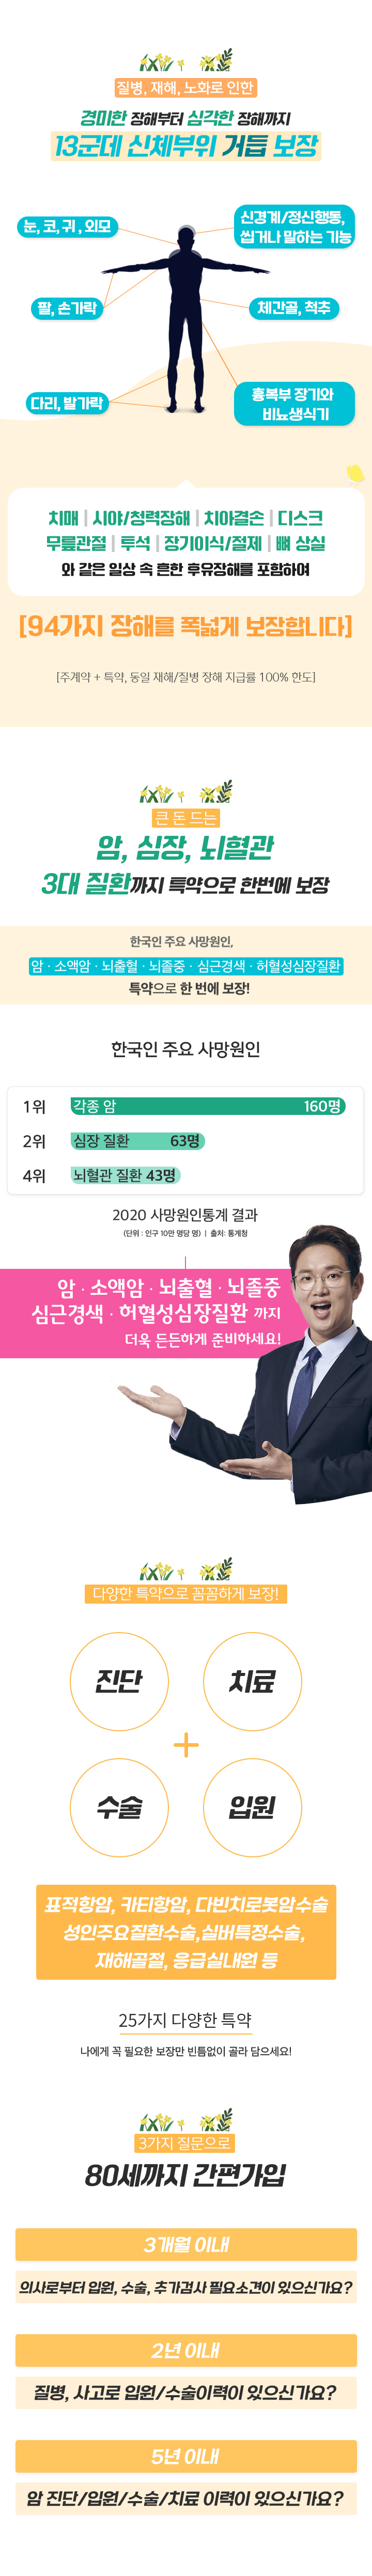 질병, 재해, 노화로 인한
경미한 장해부터 심각한 장해까지
13군데 신체부위 거듭 보장
눈, 코, 귀, 외모
신경계/정신행동,
씹거나 말하는 기능
팔, 손가락
체간골, 척추
다리, 발가락
흉복부 장기와
비뇨생식기
치매 | 시야/청력장해 | 치아결손 | 디스크
무릎관절 | 투석 | 장기이식/절제 | 뼈 상실
와 같은 일상 속 흔한 후유장해를 포함하여
[94가지 장해를 폭넓게 보장합니다]
[주계약 + 특약, 동일 재해/질병 장해 지급률 100% 한도]
큰 돈 드는
암, 심장, 뇌혈관
3대 질환까지 특약으로 한번에 보장
한국인 주요 사망원인,
암 · 소액암 · 뇌출혈 · 뇌졸중 · 심근경색 · 허혈성심장질환
특약으로 한 번에 보장!
한국인 주요 사망원인
1위 각종 암 160명
2위 심장 질환 63명
4위 뇌혈관 질환 43명
2020 사망원인통계 결과
(단위 : 인구 10만 명당 명) | 출처: 통계청
암 · 소액암 · 뇌출혈 · 뇌졸중
심근경색 · 허혈성심장질환 까지
더욱 든든하게 준비하세요!
다양한 특약으로 꼼꼼하게 보장!
진단
치료
+
수술
입원
표적항암, 카티항암, 다빈치로봇암수술
성인주요질환수술,실버특정수술,
재해골절, 응급실내원 등
25가지 다양한 특약
나에게 꼭 필요한 보장만 빈틈없이 골라 담으세요!
3가지 질문으로
80세까지 간편가입
3개월 이내
의사로부터 입원, 수술, 추가검사 필요소견이 있으신가요?
2년 이내
질병, 사고로 입원/수술이력이 있으신가요?
5년 이내
암 진단/입원/수술/치료 이력이 있으신가요?